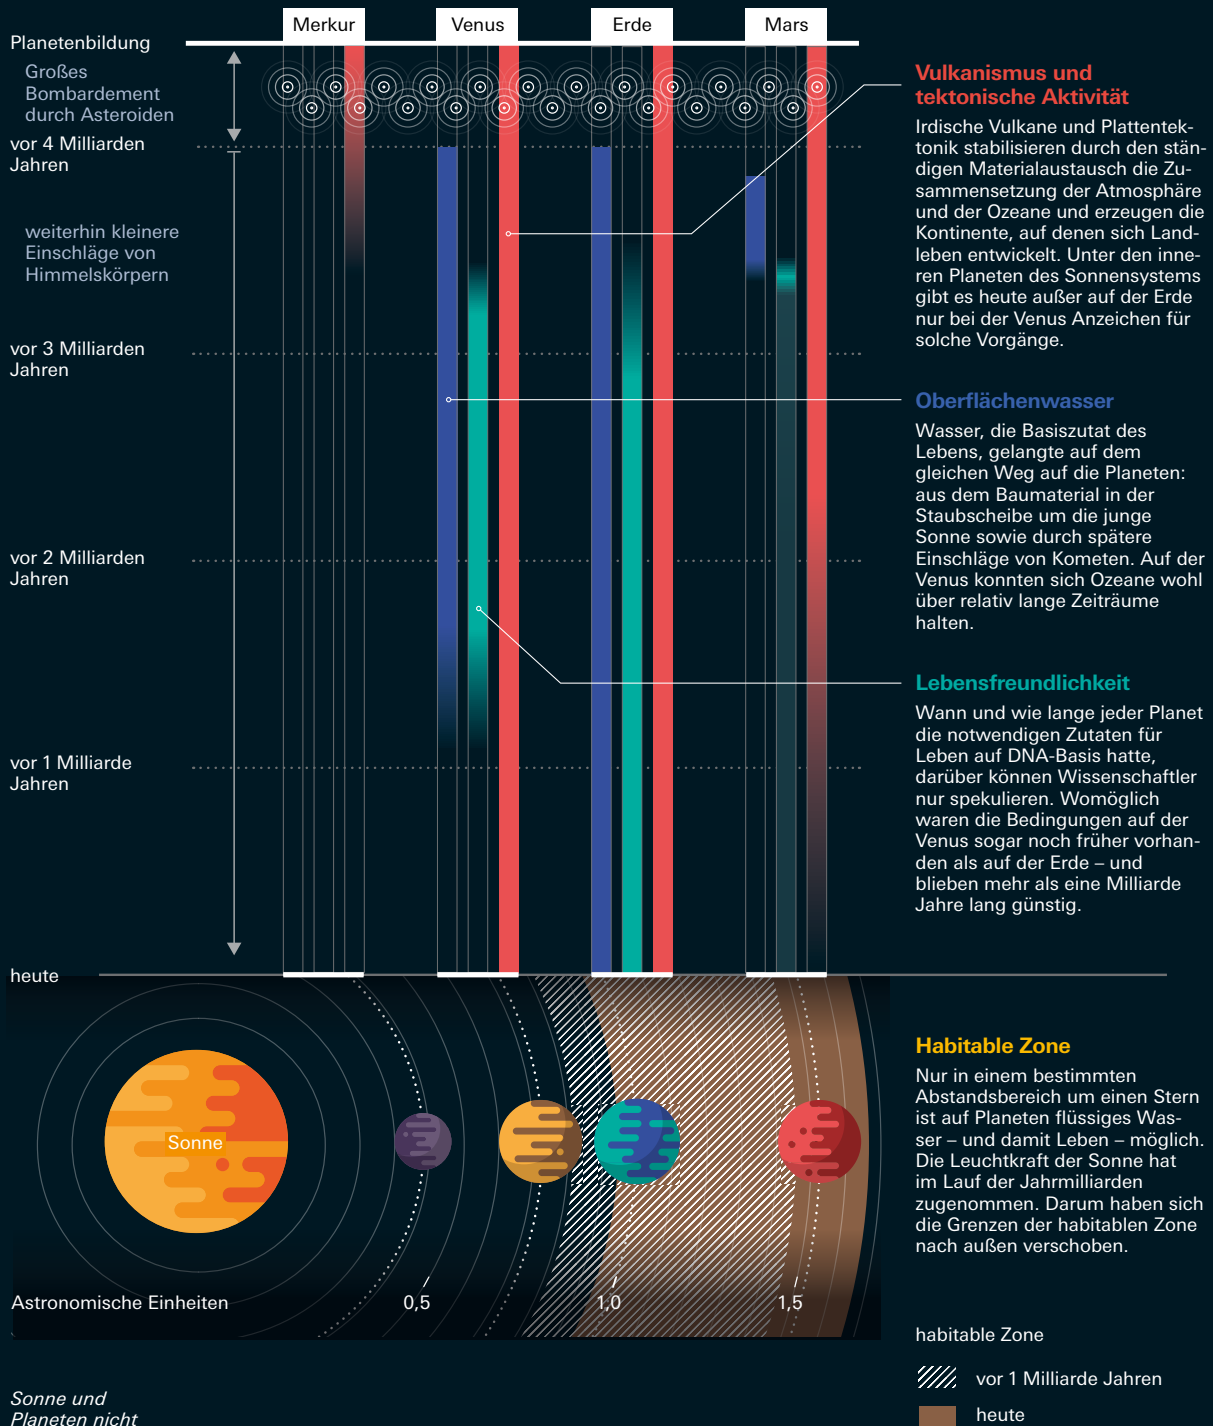 Merkur
Venus
Erde
Mars
Planetenbildung
Großes
Bombardement
durch Asteroiden
vor 4 Milliarden
Jahren
weiterhin kleinere
Einschläge von
Himmelskörpern
vor 3 Milliarden
Jahren
vor 2 Milliarden
Jahren
vor 1 Milliarde
Jahren
heute
Vulkanismus und
tektonische Aktivität
Irdische Vulkane und Plattentek-
tonik stabilisieren durch den stän-
digen Materialaustausch die Zu-
sammensetzung der Atmosphäre
und der Ozeane und erzeugen die
Kontinente, auf denen sich Land-
leben entwickelt. Unter den inne-
ren Planeten des Sonnensystems
gibt es heute außer auf der Erde
nur bei der Venus Anzeichen für
solche Vorgänge.
Oberflächenwasser
Wasser, die Basiszutat des
Lebens, gelangte auf dem
gleichen Weg auf die Planeten:
aus dem Baumaterial in der
Staubscheibe um die junge
Sonne sowie durch spätere
Einschläge von Kometen. Auf der
Venus konnten sich Ozeane wohl
über relativ lange Zeiträume
halten.
Lebensfreundlichkeit
Wann und wie lange jeder Planet
die notwendigen Zutaten für
Leben auf DNA-Basis hatte,
darüber können Wissenschaftler
nur spekulieren. Womöglich
waren die Bedingungen auf der
Venus sogar noch früher vorhan-
den als auf der Erde – und
blieben mehr als eine Milliarde
Jahre lang günstig.
Sonne
Astronomische Einheiten
0,5
1,0
1,5
Habitable Zone
Nur in einem bestimmten
Abstandsbereich um einen Stern
ist auf Planeten flüssiges Was-
ser – und damit Leben – möglich.
Die Leuchtkraft der Sonne hat
im Lauf der Jahrmilliarden
zugenommen. Darum haben sich
die Grenzen der habitablen Zone
nach außen verschoben.
habitable Zone
vor 1 Milliarde Jahren
heute
Sonne und
Planeten nicht